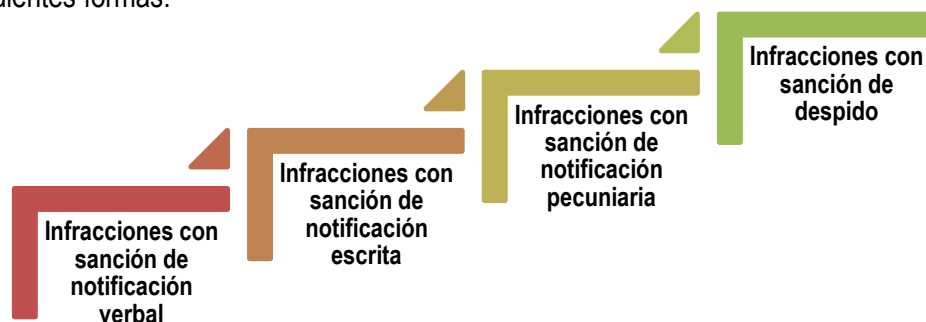 formas:
Infracciones con
sanción de
notificación
verbal
Infracciones con
sanción de
notificación
escrita
Infracciones con
sanción de
notificación
pecuniaria
Infracciones con
sanción de
despido